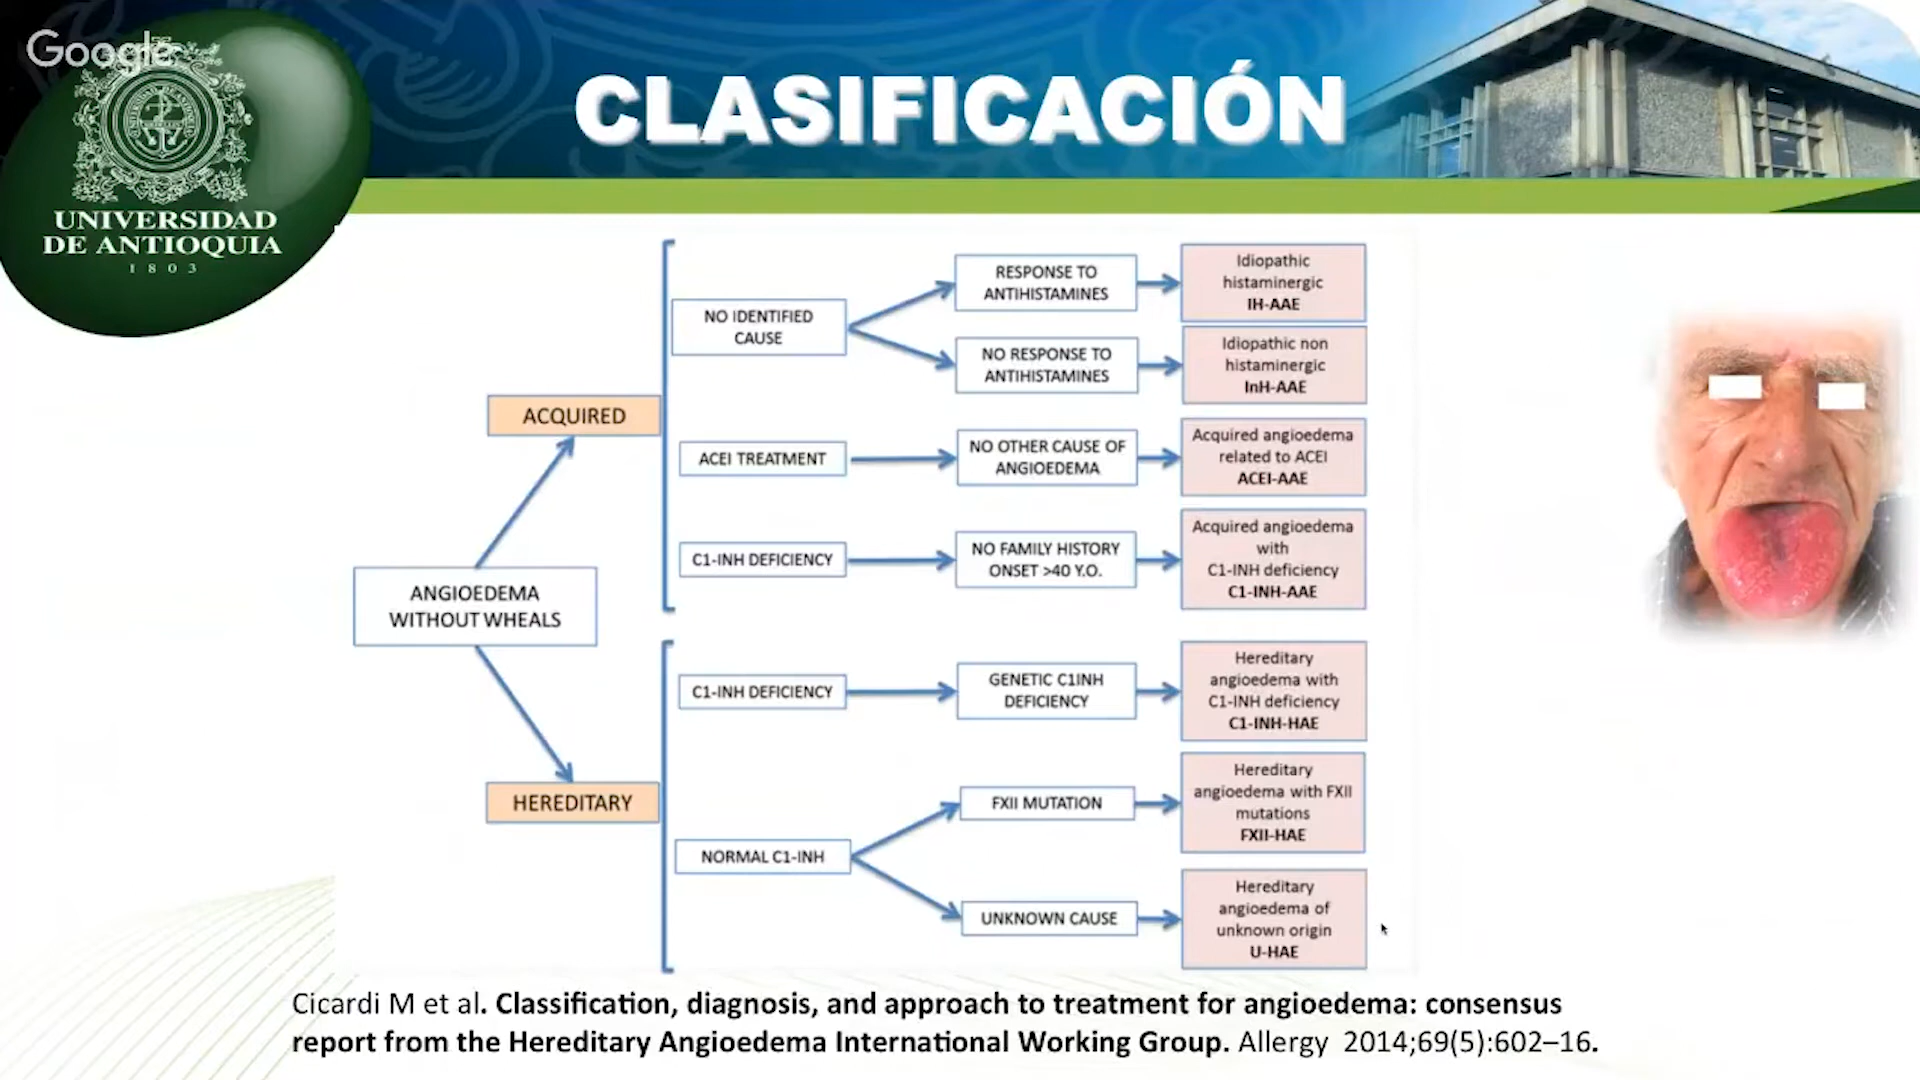 Google
UNIVERSIDAD
DE ANTIOQUIA
1803
CLASIFICACIÓN
ANGIOEDEMA
WITHOUT WHEALS
ACQUIRED
NO IDENTIFIED
CAUSE
RESPONSE TO
ANTIHISTAMINES
Idiopathic
histaminergic
IH-AAE
NO RESPONSE TO
ANTIHISTAMINES
Idiopathic non
histaminergic
InH-AAE
ACEI TREATMENT
NO OTHER CAUSE OF
ANGIOEDEMA
Acquired angioedema
related to ACEI
ACEI-AAE
C1-INH DEFICIENCY
NO FAMILY HISTORY
ONSET >40 Y.O.
Acquired angioedema
with
C1-INH deficiency
C1-INH-AAE
HEREDITARY
C1-INH DEFICIENCY
GENETIC C1INH
DEFICIENCY
Hereditary
angioedema with
C1-INH deficiency
C1-INH-HAE
NORMAL C1-INH
FXII MUTATION
Hereditary
angioedema with FXII
mutations
FXII-HAE
UNKNOWN CAUSE
Hereditary
angioedema of
unknown origin
U-HAE
Cicardi M et al. Classification, diagnosis, and approach to treatment for angioedema: consensus
report from the Hereditary Angioedema International Working Group. Allergy 2014;69(5):602–16.